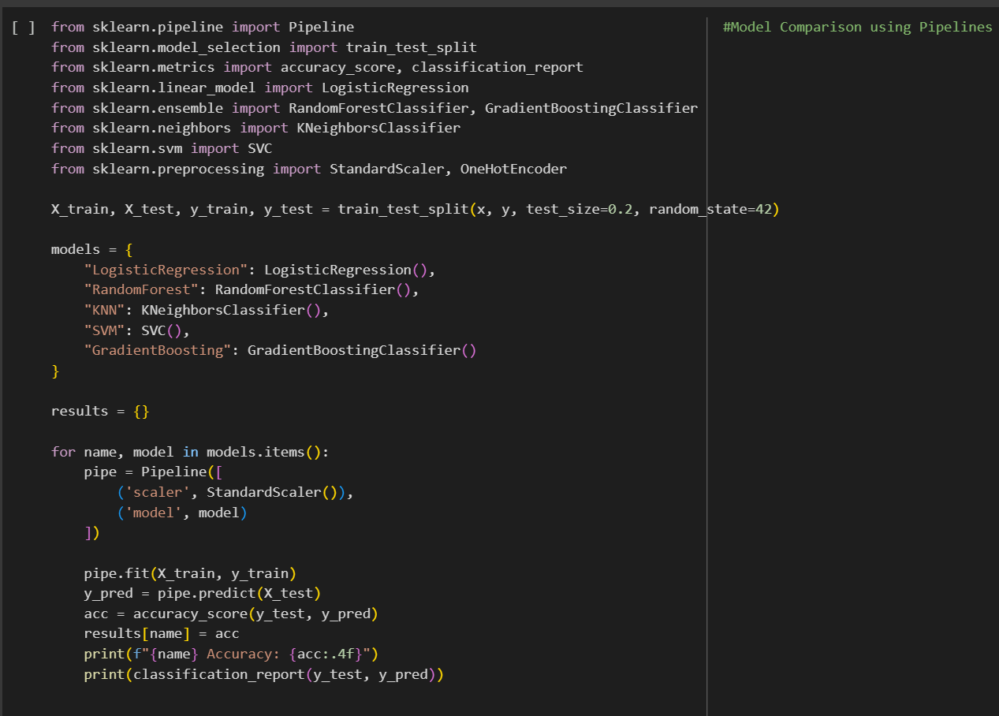 [ ] from sklearn.pipeline import Pipeline #Model Comparison using Pipelines
from sklearn.model_selection import train_test_split
from sklearn.metrics import accuracy_score, classification_report
from sklearn.linear_model import LogisticRegression
from sklearn.ensemble import RandomForestClassifier, GradientBoostingClassifier
from sklearn.neighbors import KNeighborsClassifier
from sklearn.svm import SVC
from sklearn.preprocessing import StandardScaler, OneHotEncoder

X_train, X_test, y_train, y_test = train_test_split(x, y, test_size=0.2, random_state=42)

models = {
    "LogisticRegression": LogisticRegression(),
    "RandomForest": RandomForestClassifier(),
    "KNN": KNeighborsClassifier(),
    "SVM": SVC(),
    "GradientBoosting": GradientBoostingClassifier()
}

results = {}

for name, model in models.items():
    pipe = Pipeline([
        ('scaler', StandardScaler()),
        ('model', model)
    ])

    pipe.fit(X_train, y_train)
    y_pred = pipe.predict(X_test)
    acc = accuracy_score(y_test, y_pred)
    results[name] = acc
    print(f"{name} Accuracy: {acc:.4f}")
    print(classification_report(y_test, y_pred))